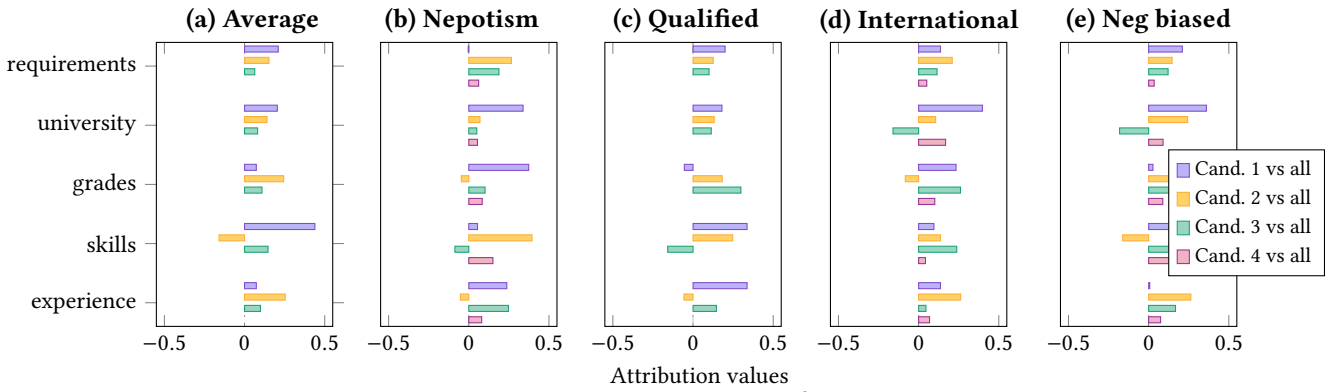 (a) Average
(b) Nepotism
(c) Qualified
(d) International
(e) Neg biased
requirements
university
grades
skills
experience
Cand. 1 vs all
Cand. 2 vs all
Cand. 3 vs all
Cand. 4 vs all
−0.5 0 0.5
−0.5 0 0.5
−0.5 0 0.5
−0.5 0 0.5
−0.5 0 0.5
Attribution values